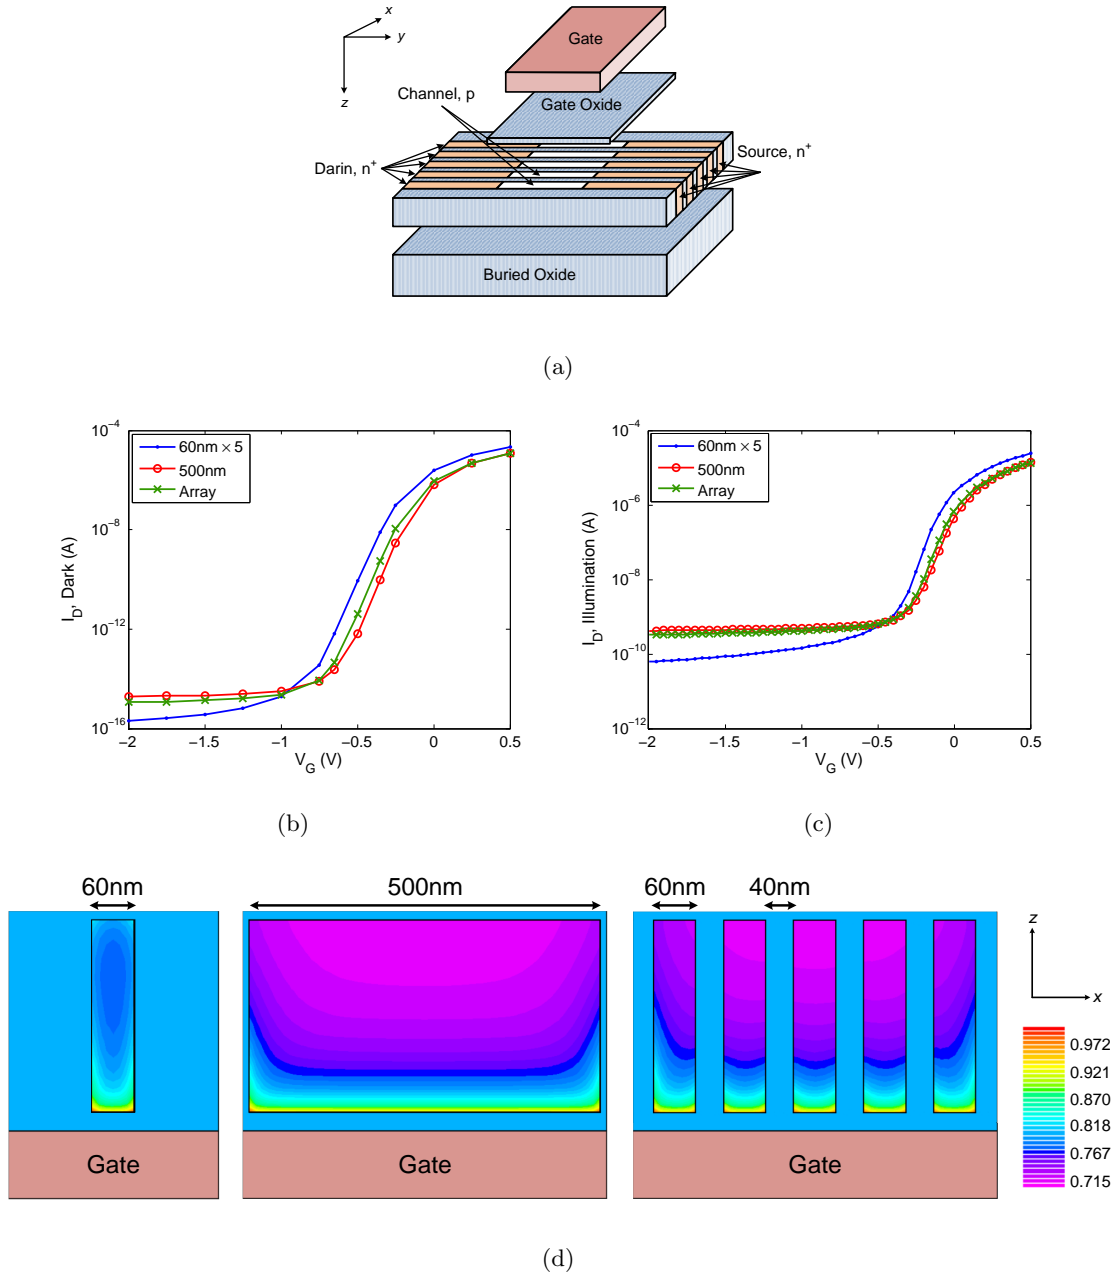 x
y
z
Gate
Gate Oxide
Channel, p
Darin, n+
Source, n+
Buried Oxide
(a)
60nm × 5
500nm
Array
10−4
10−8
10−12
10−16
−2
−1.5
−1
−0.5
0
0.5
I_D, Dark (A)
V_G (V)
(b)
60nm × 5
500nm
Array
10−4
10−6
10−8
10−10
10−12
−2
−1.5
−1
−0.5
0
0.5
I_D, Illumination (A)
V_G (V)
(c)
60nm
500nm
60nm
40nm
Gate
Gate
Gate
z
x
0.972
0.921
0.870
0.818
0.767
0.715
(d)